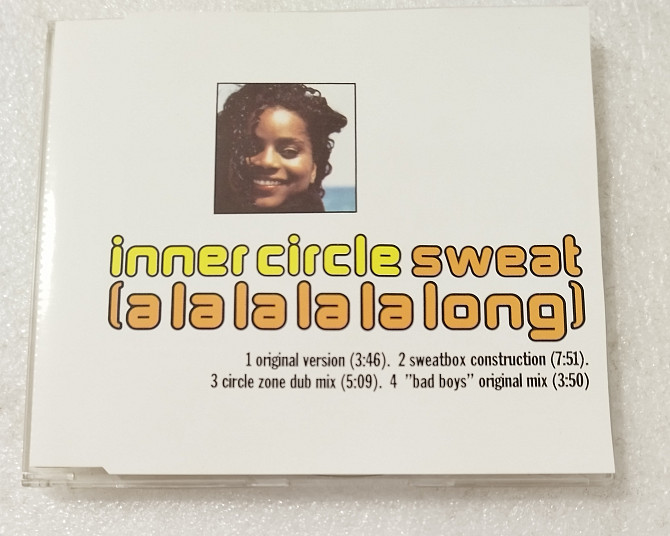 inner circle sweat
(a la la la la long)
1 original version (3:46). 2 sweatbox construction (7:51).
3 circle zone dub mix (5:09). 4 "bad boys" original mix (3:50)